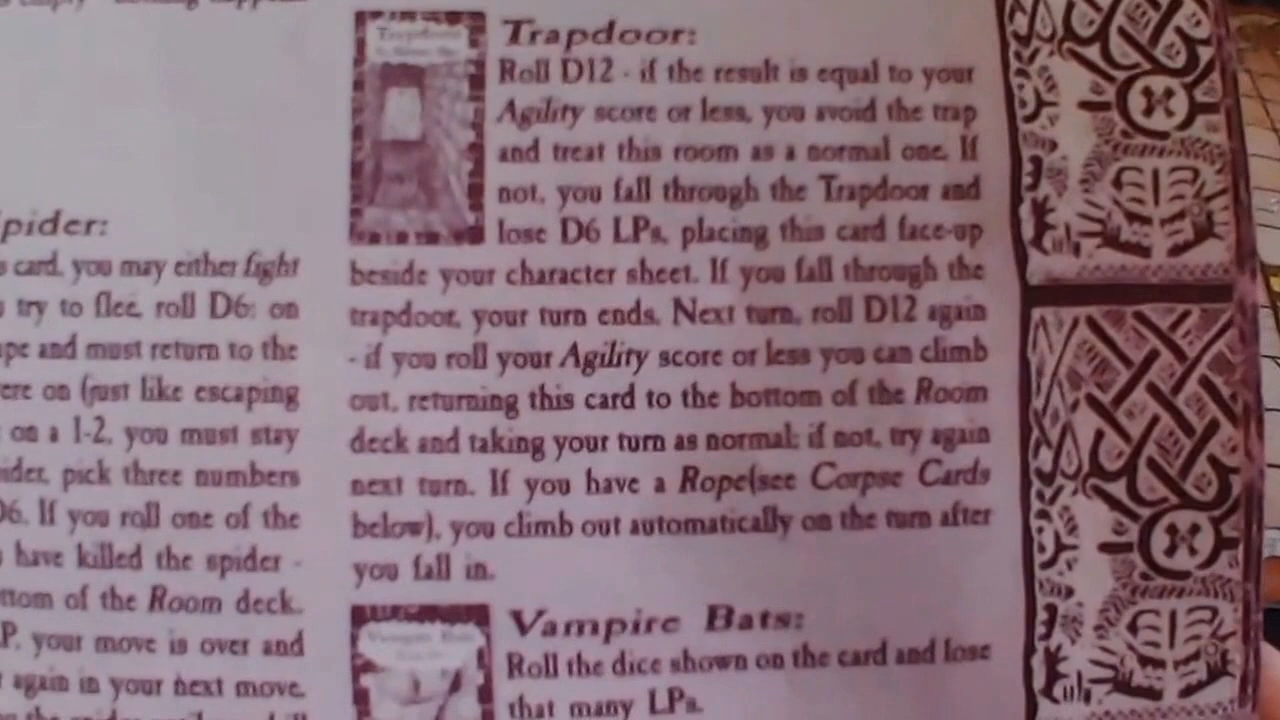 spider:
s card, you may either fight
try to flee, roll D6: on
and must return to the
on (just like escaping
on a 1-2, you must stay
pick three numbers
If you roll one of the
have killed the spider -
of the Room deck.
your move is over and
again in your next move.
Trapdoor
Trapdoor:
Roll D12 - if the result is equal to your
Agility score or less, you avoid the trap
and treat this room as a normal one. If
not, you fall through the Trapdoor and
lose D6 LPs, placing this card face-up
beside your character sheet. If you fall through the
trapdoor, your turn ends. Next turn, roll D12 again
- if you roll your Agility score or less you can climb
out, returning this card to the bottom of the Room
deck and taking your turn as normal; if not, try again
next turn. If you have a Rope(see Corpse Cards
below), you climb out automatically on the turn after
you fall in.
Vampire Bats
Vampire Bats:
Roll the dice shown on the card and lose
that many LPs.